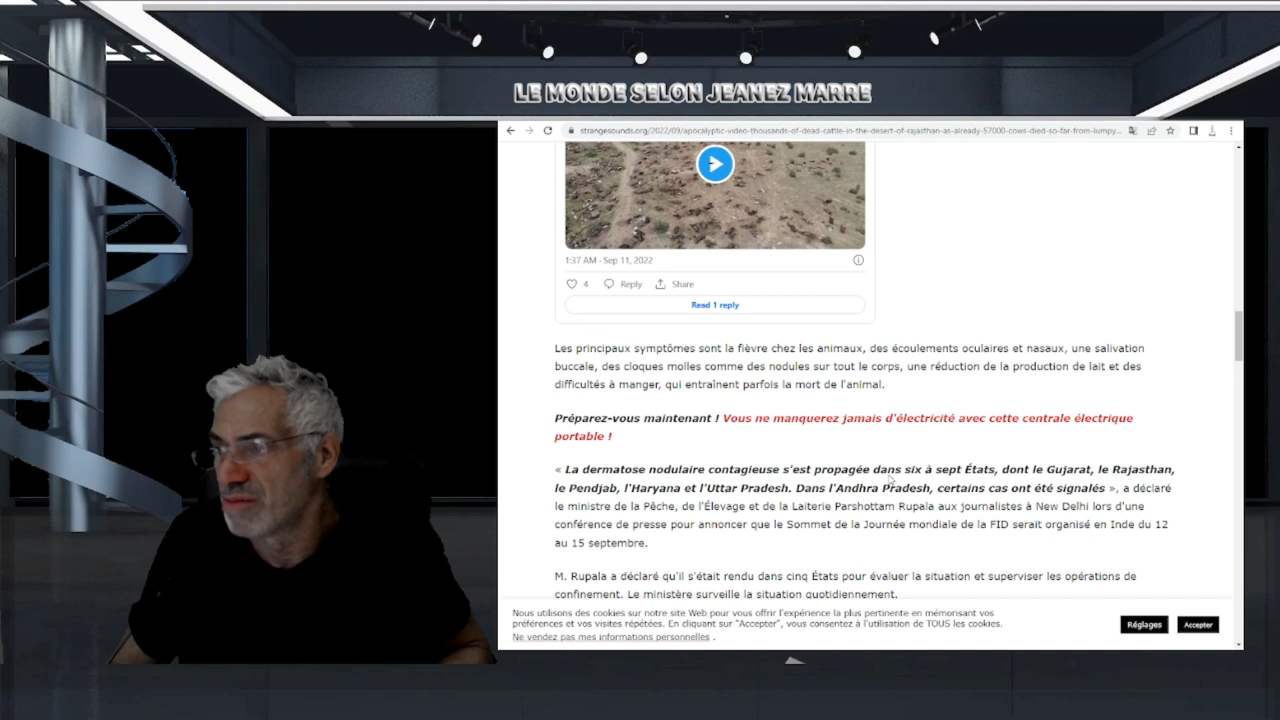 LE MONDE SELON JEANEZ MARRE
strangesounds.org/2022/09/apocalyptic-video-thousands-of-dead-cattle-in-the-desert-of-rajasthan-as-already-57000-cows-died-so-far-from-lumpy...
1:37 AM · Sep 11, 2022
4 Reply Share
Read 1 reply
Les principaux symptômes sont la fièvre chez les animaux, des écoulements oculaires et nasaux, une salivation
buccale, des cloques molles comme des nodules sur tout le corps, une réduction de la production de lait et des
difficultés à manger, qui entraînent parfois la mort de l'animal.
Préparez-vous maintenant ! Vous ne manquerez jamais d'électricité avec cette centrale électrique
portable !
« La dermatose nodulaire contagieuse s'est propagée dans six à sept États, dont le Gujarat, le Rajasthan,
le Pendjab, l'Haryana et l'Uttar Pradesh. Dans l'Andhra Pradesh, certains cas ont été signalés », a déclaré
le ministre de la Pêche, de l'Élevage et de la Laiterie Parshottam Rupala aux journalistes à New Delhi lors d'une
conférence de presse pour annoncer que le Sommet de la Journée mondiale de la FID serait organisé en Inde du 12
au 15 septembre.
M. Rupala a déclaré qu'il s'était rendu dans cinq États pour évaluer la situation et superviser les opérations de
confinement. Le ministère surveille la situation quotidiennement.
Nous utilisons des cookies sur notre site Web pour vous offrir l'expérience la plus pertinente en mémorisant vos
préférences et vos visites répétées. En cliquant sur "Accepter", vous consentez à l'utilisation de TOUS les cookies.
Ne vendez pas mes informations personnelles .
Réglages Accepter